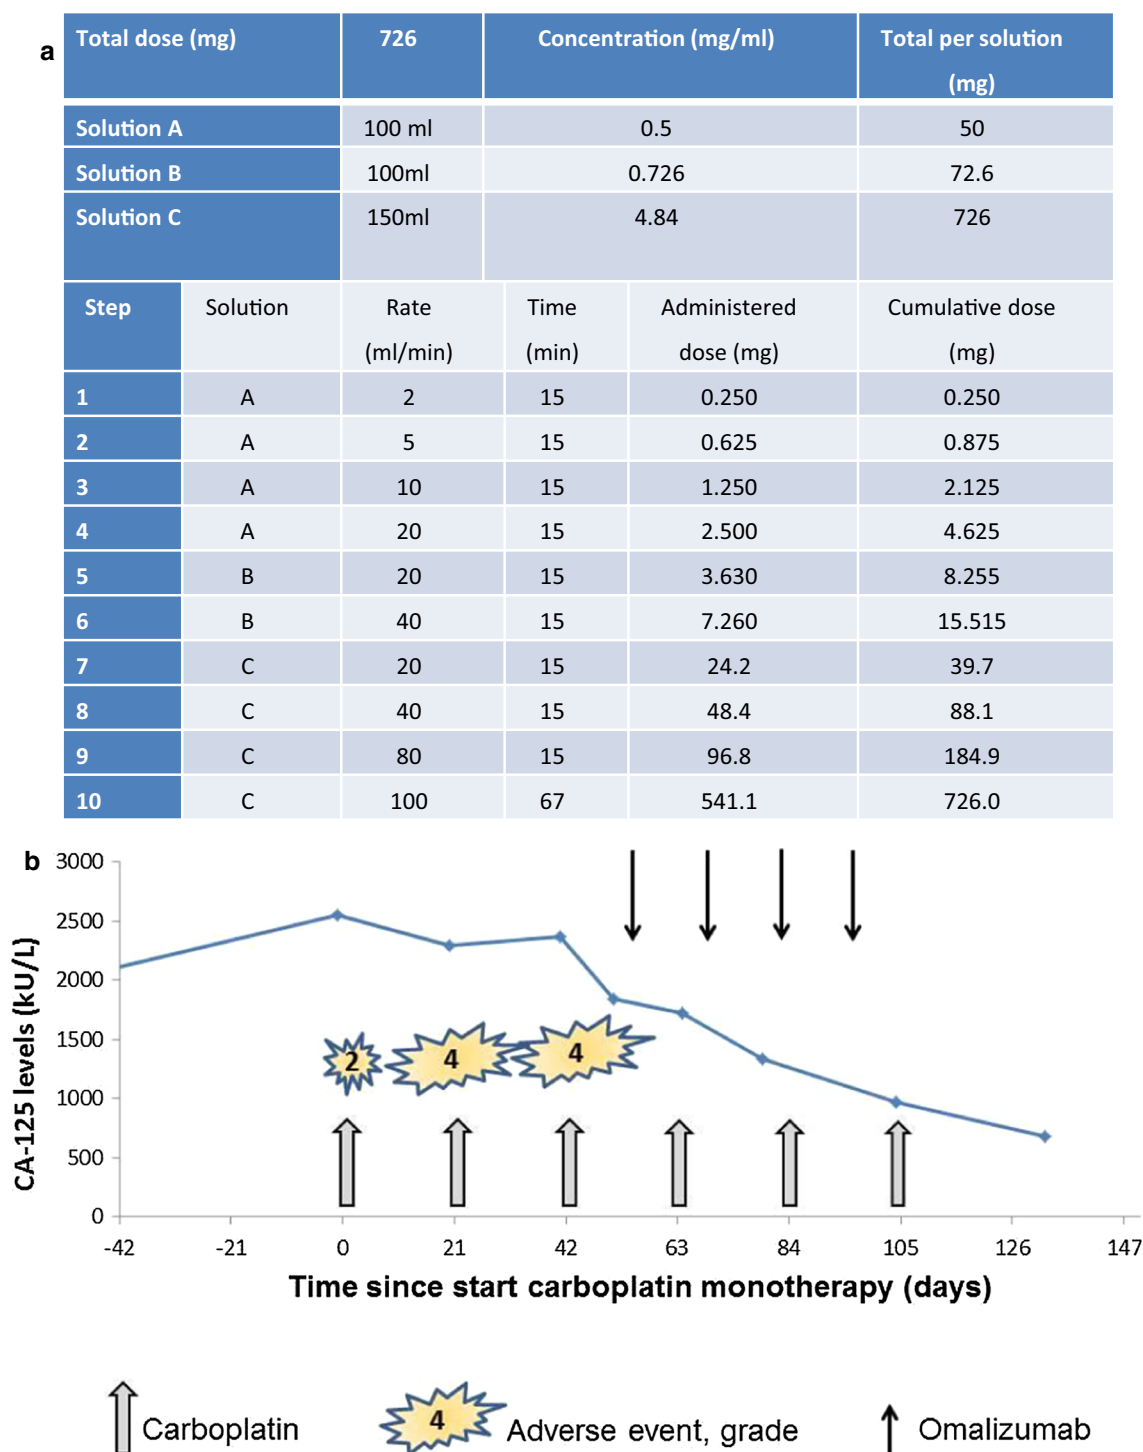 a
Total dose (mg) 726 Concentration (mg/ml) Total per solution
(mg)
Solution A 100 ml 0.5 50
Solution B 100ml 0.726 72.6
Solution C 150ml 4.84 726
Step Solution Rate Time Administered Cumulative dose
(ml/min) (min) dose (mg) (mg)
1 A 2 15 0.250 0.250
2 A 5 15 0.625 0.875
3 A 10 15 1.250 2.125
4 A 20 15 2.500 4.625
5 B 20 15 3.630 8.255
6 B 40 15 7.260 15.515
7 C 20 15 24.2 39.7
8 C 40 15 48.4 88.1
9 C 80 15 96.8 184.9
10 C 100 67 541.1 726.0
b
CA-125 levels (kU/L)
3000
2500
2000
1500
1000
500
0
2 4 4
-42 -21 0 21 42 63 84 105 126 147
Time since start carboplatin monotherapy (days)
Carboplatin 4 Adverse event, grade Omalizumab